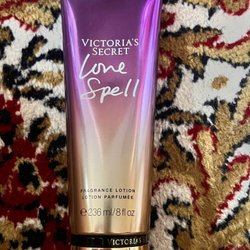 VICTORIA'S
SECRET
Love
Spell
FRAGRANCE LOTION
LOTION PARFUMÉE
℮ 236 ml/8 fl oz
VICTORIA'S